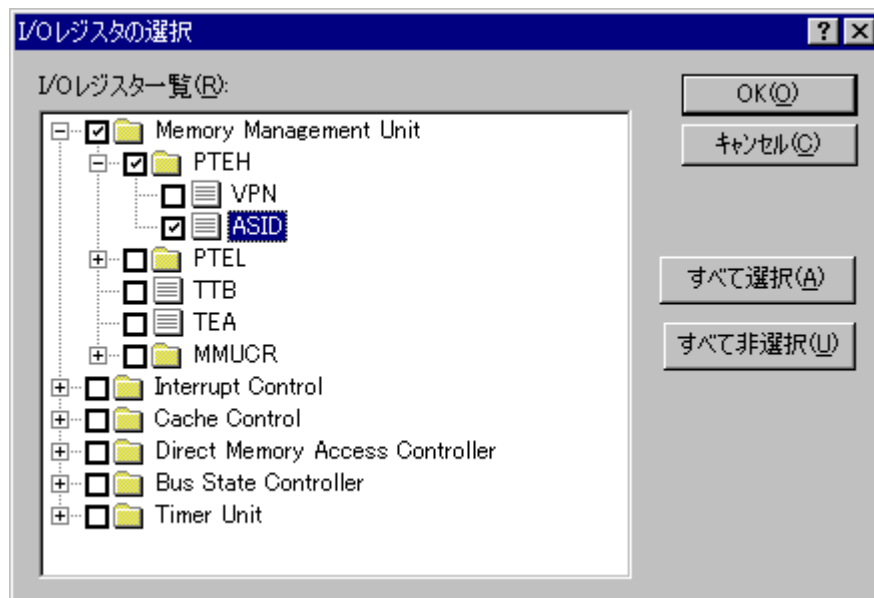 I/Oレジスタの選択
I/Oレジスター一覧(R):
Memory Management Unit
PTEH
VPN
ASID
PTEL
TTB
TEA
MMUCR
Interrupt Control
Cache Control
Direct Memory Access Controller
Bus State Controller
Timer Unit
OK(O)
キャンセル(C)
すべて選択(A)
すべて非選択(U)